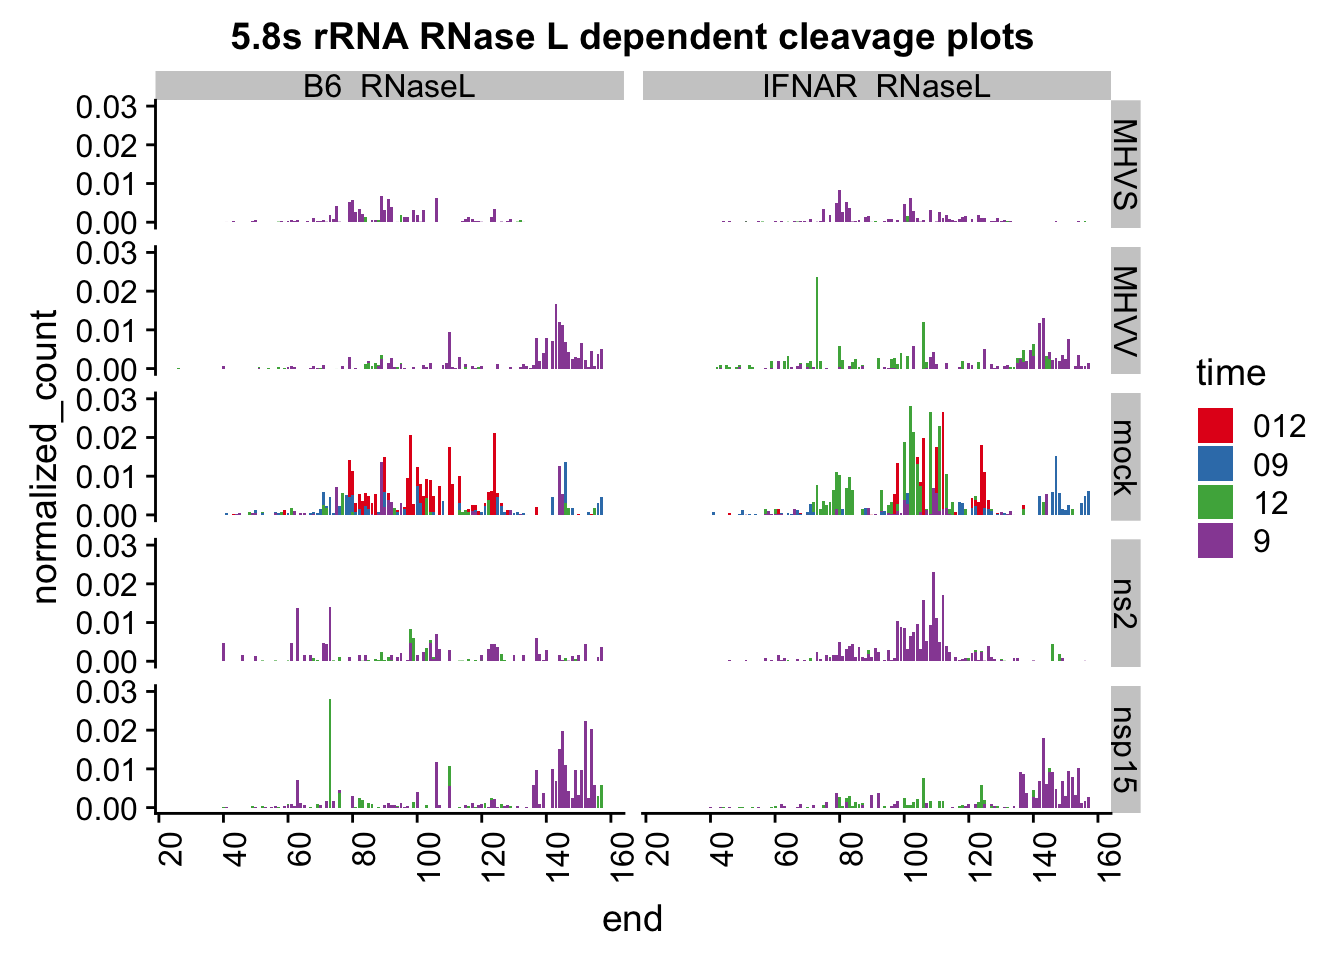 5.8s rRNA RNase L dependent cleavage plots
B6 RNaseL
IFNAR RNaseL
0.03
0.02
0.01
0.00
MHVS
0.03
0.02
0.01
0.00
MHVV
0.03
0.02
0.01
0.00
mock
0.03
0.02
0.01
0.00
ns2
0.03
0.02
0.01
0.00
nsp15
normalized_count
20 40 60 80 100 120 140 160
20 40 60 80 100 120 140 160
end
time
012
09
12
9